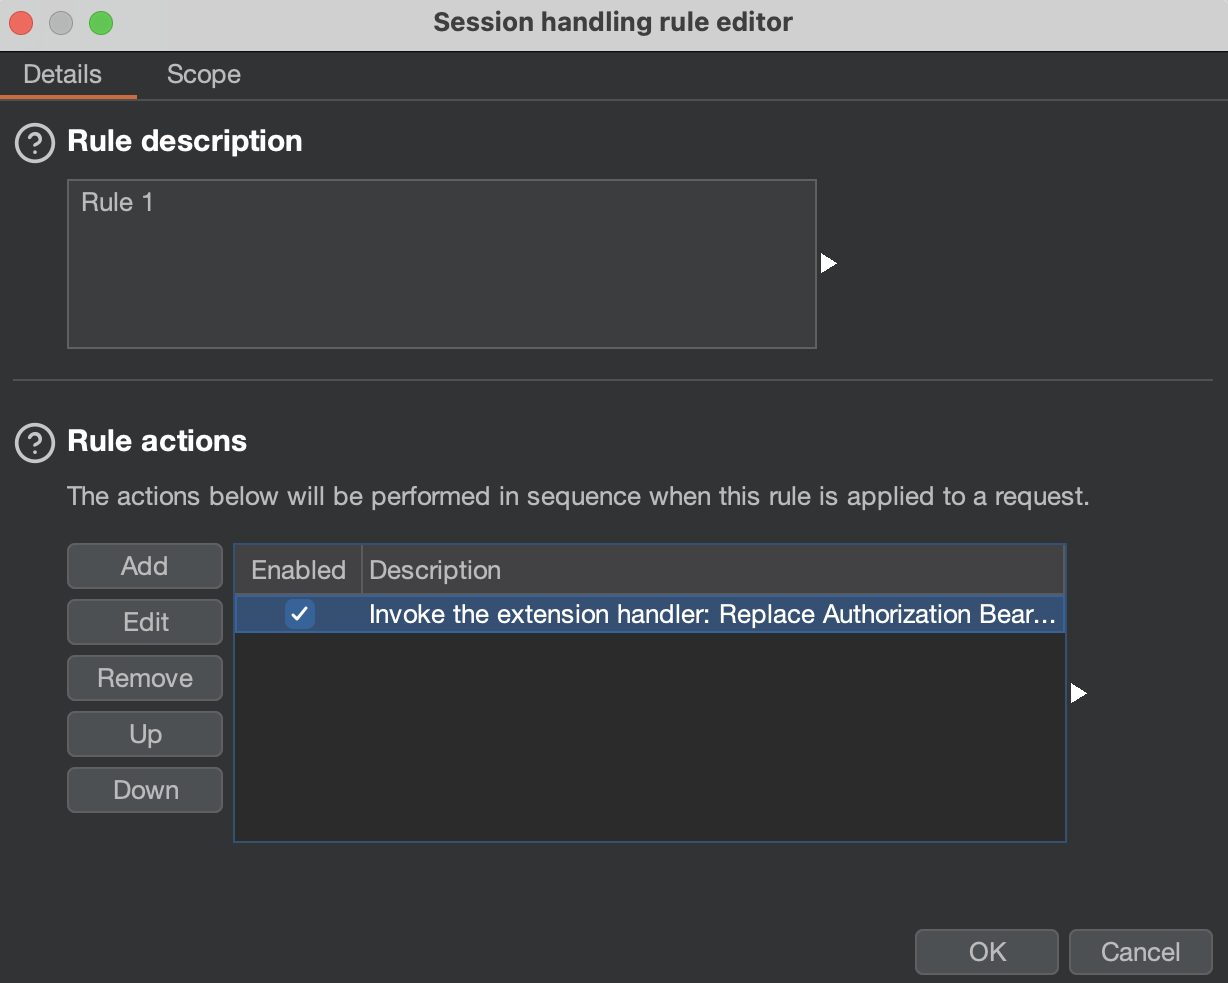 Session handling rule editor
Details Scope
Rule description
Rule 1
Rule actions
The actions below will be performed in sequence when this rule is applied to a request.
Add
Edit
Remove
Up
Down
Enabled Description
Invoke the extension handler: Replace Authorization Bear...
OK Cancel